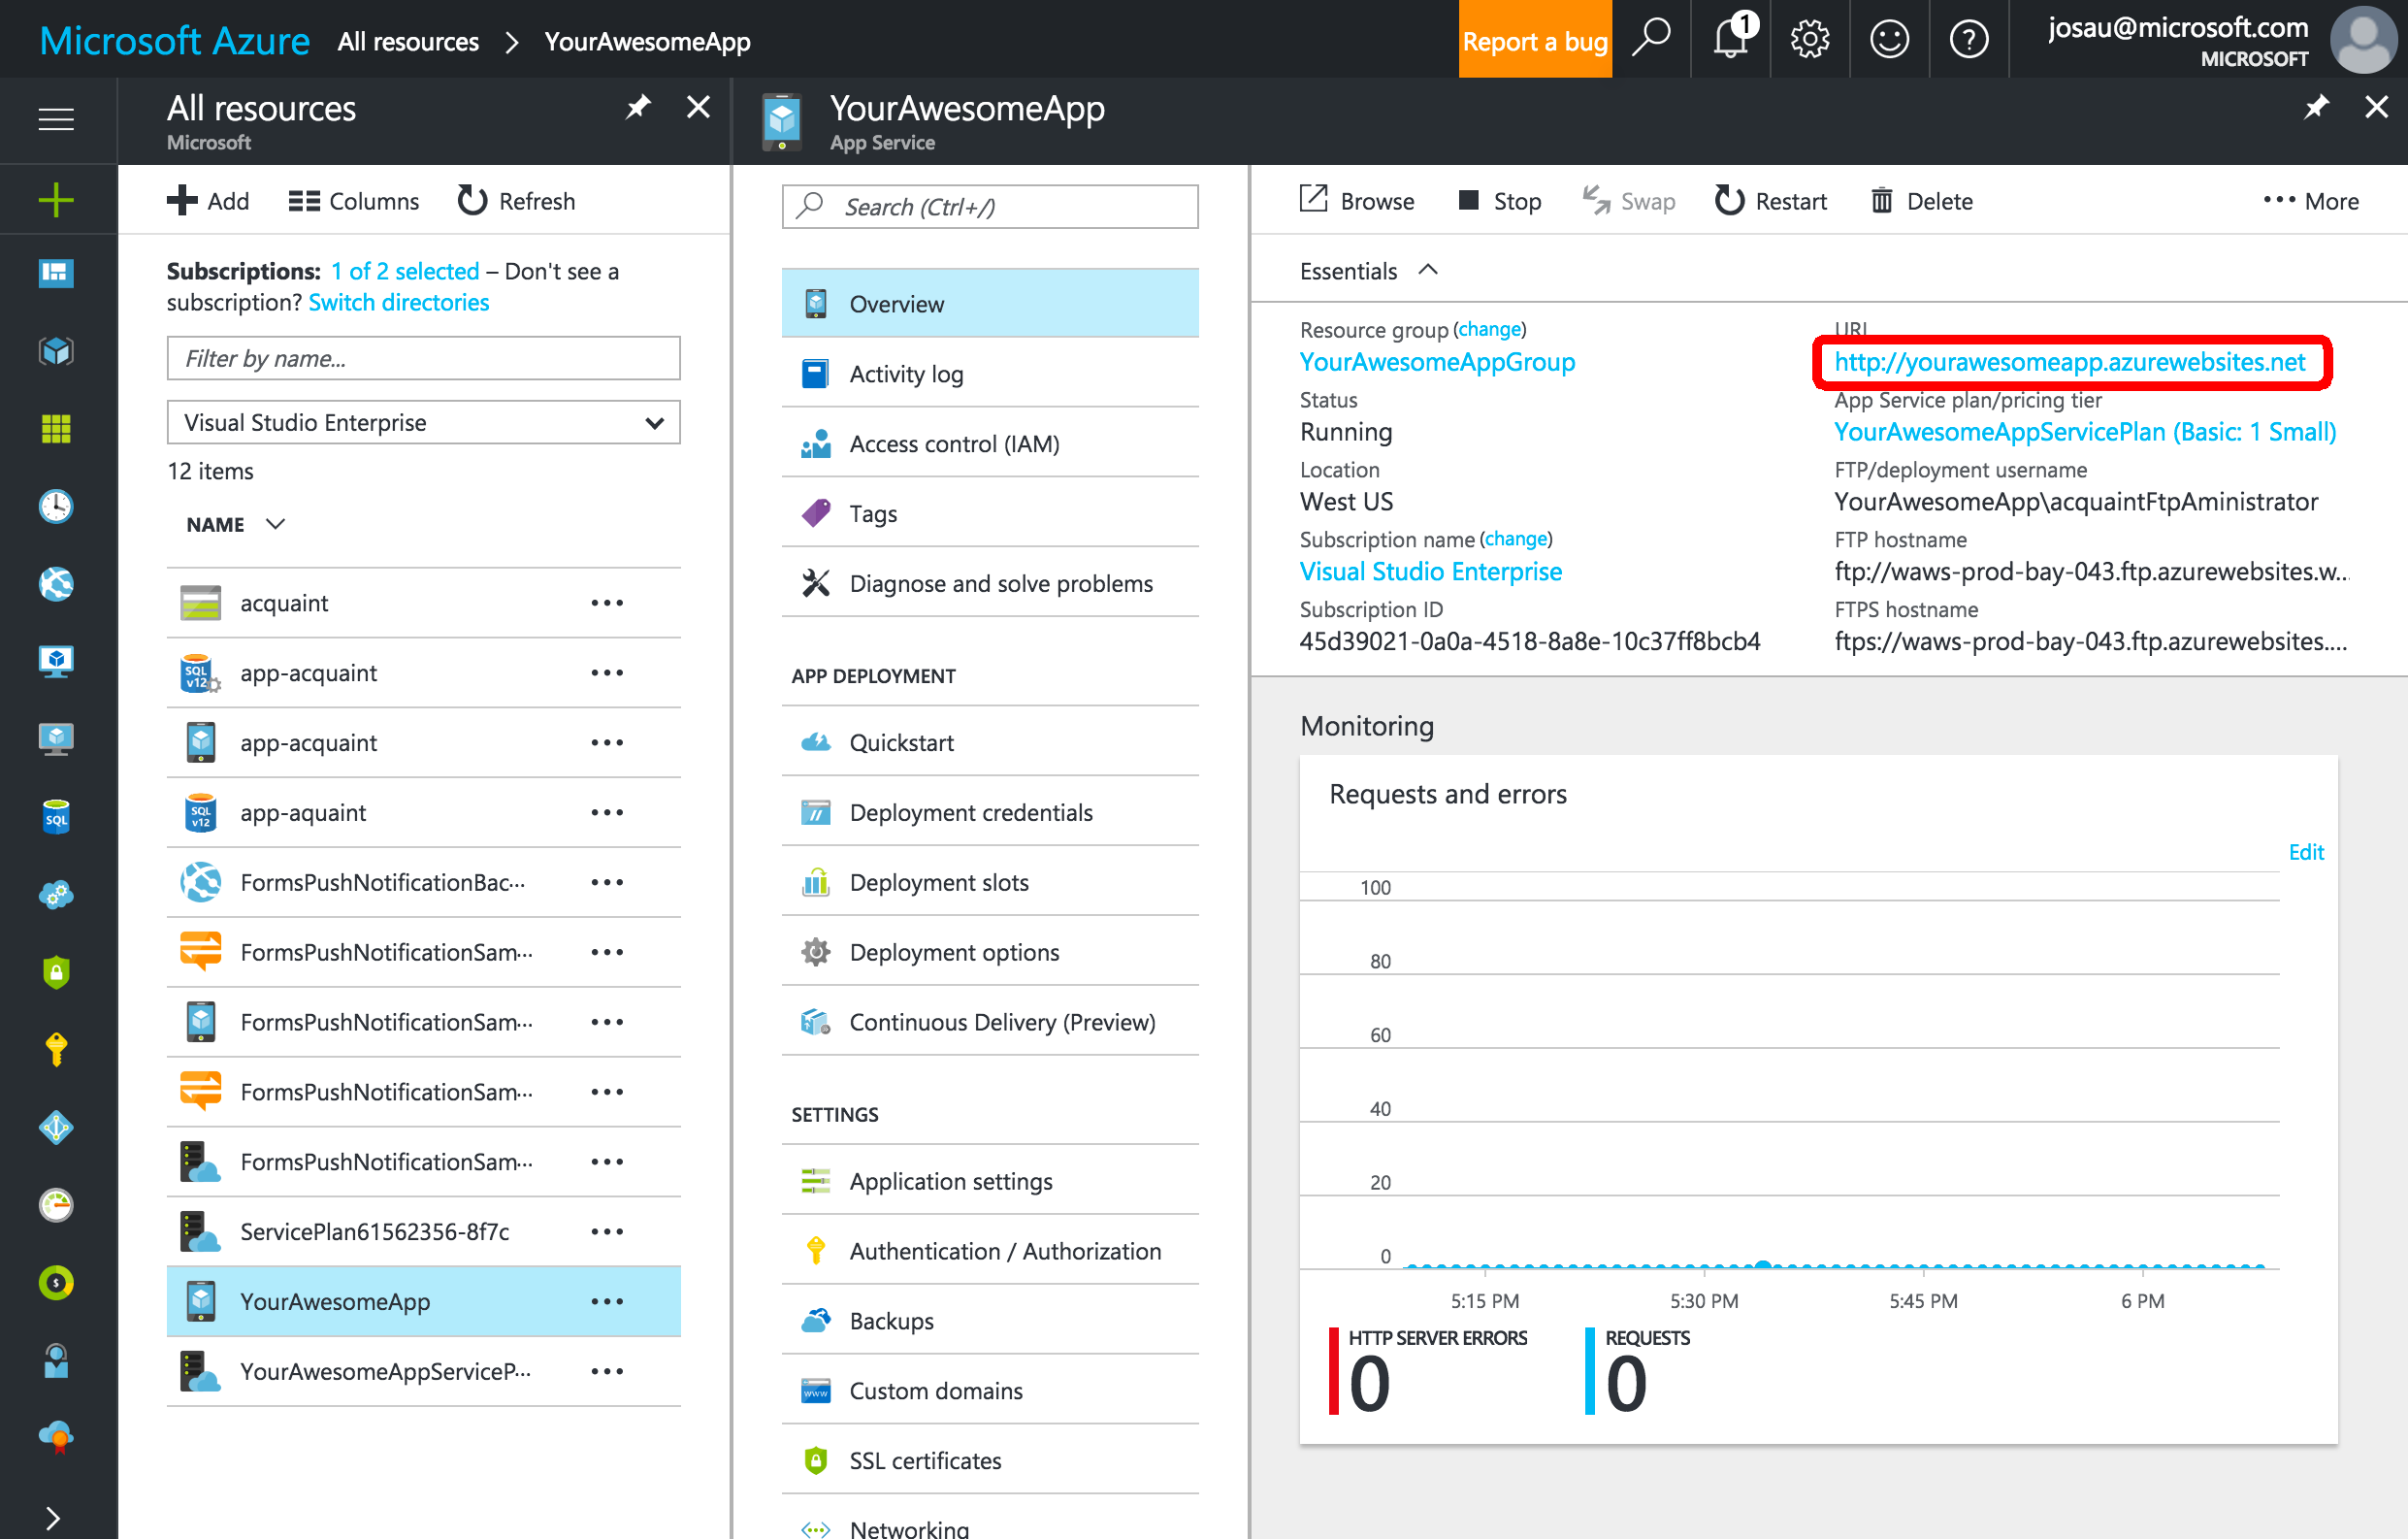 Microsoft Azure All resources > YourAwesomeApp
Report a bug
1
josau@microsoft.com
MICROSOFT
All resources
Microsoft
YourAwesomeApp
App Service
Add Columns Refresh
Subscriptions: 1 of 2 selected – Don't see a
subscription? Switch directories
Filter by name...
Visual Studio Enterprise
12 items
NAME
acquaint
SQL v12 app-acquaint
app-acquaint
SQL v12 app-aquaint
FormsPushNotificationBac...
FormsPushNotificationSam...
FormsPushNotificationSam...
FormsPushNotificationSam...
FormsPushNotificationSam...
ServicePlan61562356-8f7c
YourAwesomeApp
YourAwesomeAppServiceP...
SQL
Search (Ctrl+/)
Overview
Activity log
Access control (IAM)
Tags
Diagnose and solve problems
APP DEPLOYMENT
Quickstart
Deployment credentials
Deployment slots
Deployment options
Continuous Delivery (Preview)
SETTINGS
Application settings
Authentication / Authorization
Backups
www Custom domains
SSL certificates
Networking
Browse Stop Swap Restart Delete ... More
Essentials
Resource group (change)
YourAwesomeAppGroup
Status
Running
Location
West US
Subscription name (change)
Visual Studio Enterprise
Subscription ID
45d39021-0a0a-4518-8a8e-10c37ff8bcb4
URL
http://yourawesomeapp.azurewebsites.net
App Service plan/pricing tier
YourAwesomeAppServicePlan (Basic: 1 Small)
FTP/deployment username
YourAwesomeApp\acquaintFtpAministrator
FTP hostname
ftp://waws-prod-bay-043.ftp.azurewebsites.w...
FTPS hostname
ftps://waws-prod-bay-043.ftp.azurewebsites....
Monitoring
Requests and errors
Edit
100
80
60
40
20
0
5:15 PM 5:30 PM 5:45 PM 6 PM
HTTP SERVER ERRORS
0
REQUESTS
0